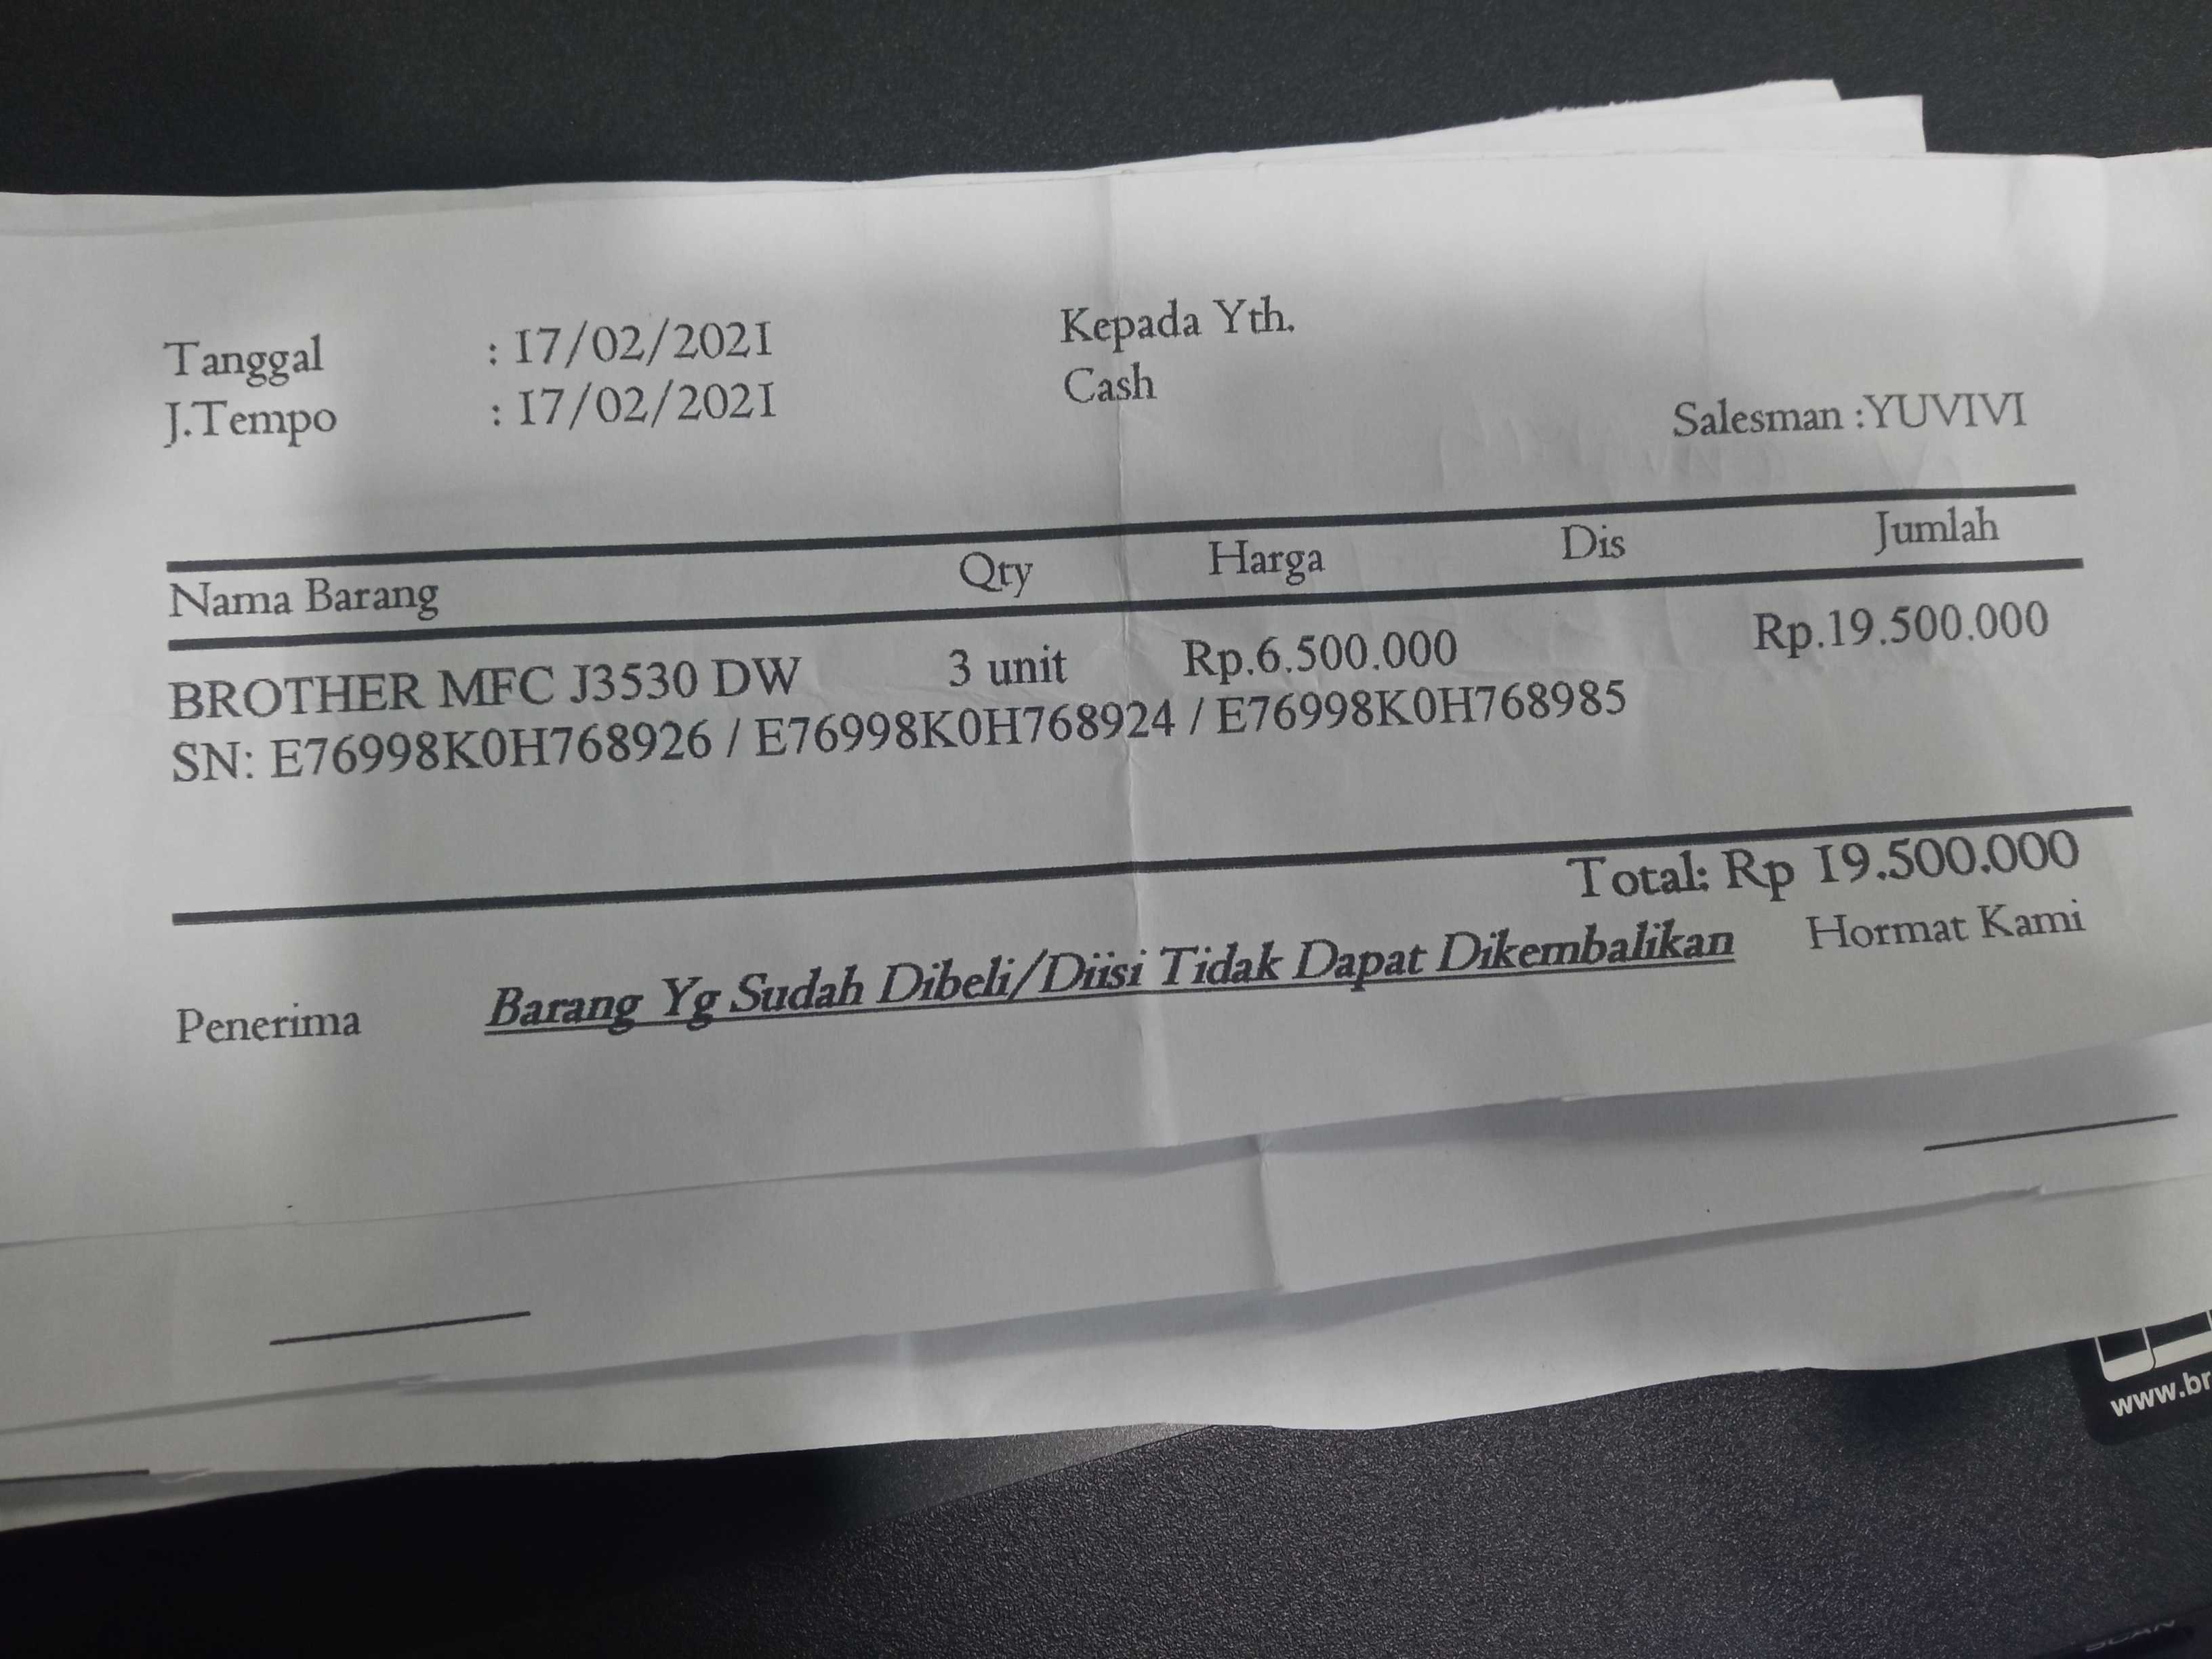 Tanggal : 17/02/2021 Kepada Yth.
J.Tempo : 17/02/2021 Cash
Salesman :YUVIVI
Nama Barang Qty Harga Dis Jumlah
BROTHER MFC J3530 DW 3 unit Rp.6.500.000 Rp.19.500.000
SN: E76998K0H768926 / E76998K0H768924 / E76998K0H768985
Total: Rp 19.500.000
Penerima Barang Yg Sudah Dibeli/Diisi Tidak Dapat Dikembalikan Hormat Kami
www.br
SCAN